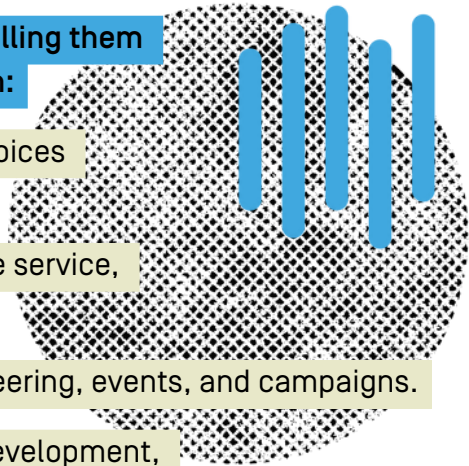 lling them
:
oices
e service,
eering, events, and campaigns.
evelopment,